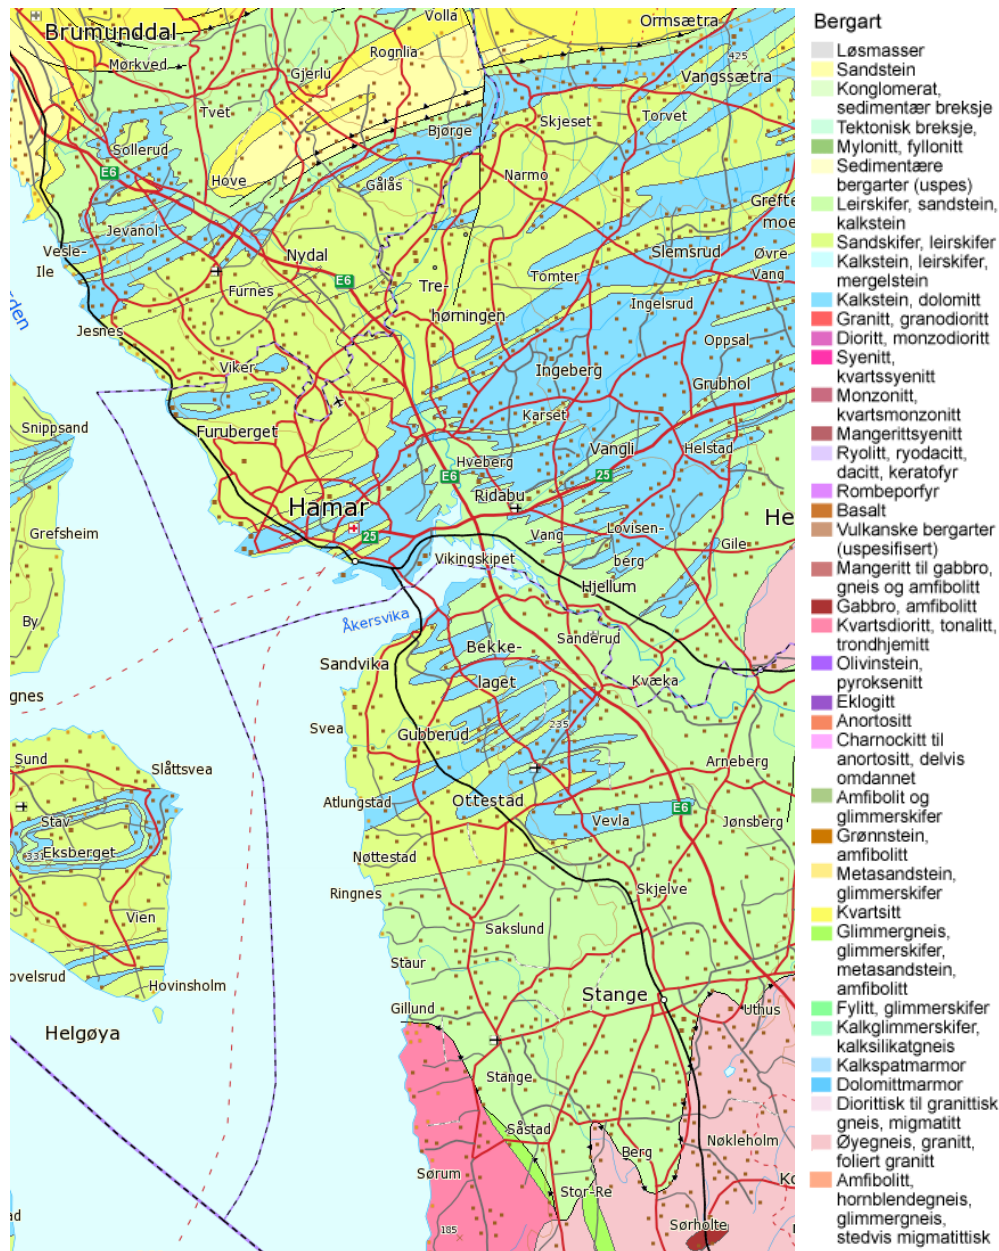 Volla
Ormsætra
Brumunddal
Rognlia
425
Mørkved
Gjerlu
Vangssætra
Tvet
Skjeset
Torvet
Bjørge
Sollerud
E6
Hove
Gålås
Narmo
Grefte
moe
Jevanol
Vesle-
Ile
Nydal
Slemsrud
Øvre
Vang
E6
Tre-
Tomter
Furnes
Ingelsrud
hørningen
den
Jesnes
Oppsal
Viker
Ingeberg
Grubhol
Snippsand
Furuberget
Karset
Vangli
Helstad
Hveberg
E6
25
Hamar
Ridabu
He
Grefsheim
25
Vang
Lovisen-
berg
Gile
Vikingskipet
Hjellum
By
Åkersvika
Bekke-
laget
Sanderud
Sandvika
Kvæka
gnes
Svea
Gubberud
235
Sund
Slåttsvea
Arneberg
Atlungstad
Ottestad
E6
Stav
Vevla
Jønsberg
331
Eksberget
Nøttestad
Ringnes
Skjelve
Vien
Sakslund
Staur
ovelsrud
Hovinsholm
Gillund
Stange
Uthus
Helgøya
Stange
Såstad
Nøkleholm
Berg
Sørum
Stor-Re
Ko
ad
185
Sørholte
Bergart
Løsmasser
Sandstein
Konglomerat,
sedimentær breksje
Tektonisk breksje,
Mylonitt, fyllonitt
Sedimentære
bergarter (uspes)
Leirskifer, sandstein,
kalkstein
Sandskifer, leirskifer
Kalkstein, leirskifer,
mergelstein
Kalkstein, dolomitt
Granitt, granodioritt
Dioritt, monzodioritt
Syenitt,
kvartssyenitt
Monzonitt,
kvartsmonzonitt
Mangerittsyenitt
Ryolitt, ryodacitt,
dacitt, keratofyr
Rombeporfyr
Basalt
Vulkanske bergarter
(uspesifisert)
Mangeritt til gabbro,
gneis og amfibolitt
Gabbro, amfibolitt
Kvartsdioritt, tonalitt,
trondhjemitt
Olivinstein,
pyroksenitt
Eklogitt
Anortositt
Charnockitt til
anortositt, delvis
omdannet
Amfibolit og
glimmerskifer
Grønnstein,
amfibolitt
Metasandstein,
glimmerskifer
Kvartsitt
Glimmergneis,
glimmerskifer,
metasandstein,
amfibolitt
Fylitt, glimmerskifer
Kalkglimmerskifer,
kalksilikatgneis
Kalkspatmarmor
Dolomittmarmor
Diorittisk til granittisk
gneis, migmatitt
Øyegneis, granitt,
foliert granitt
Amfibolitt,
hornblendegneis,
glimmergneis,
stedvis migmatittisk